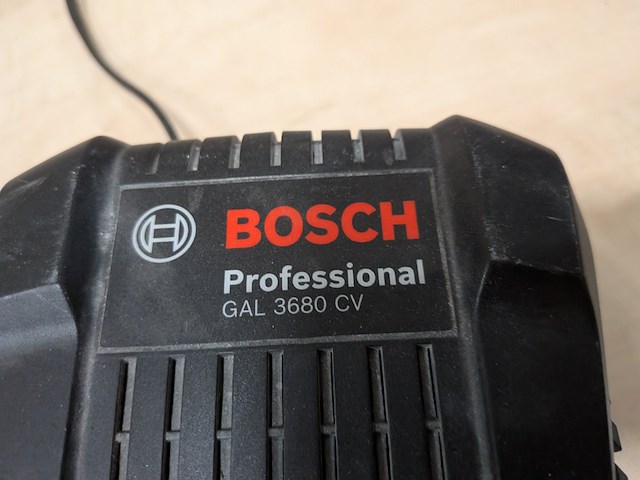 BOSCH
Professional
GAL 3680 CV